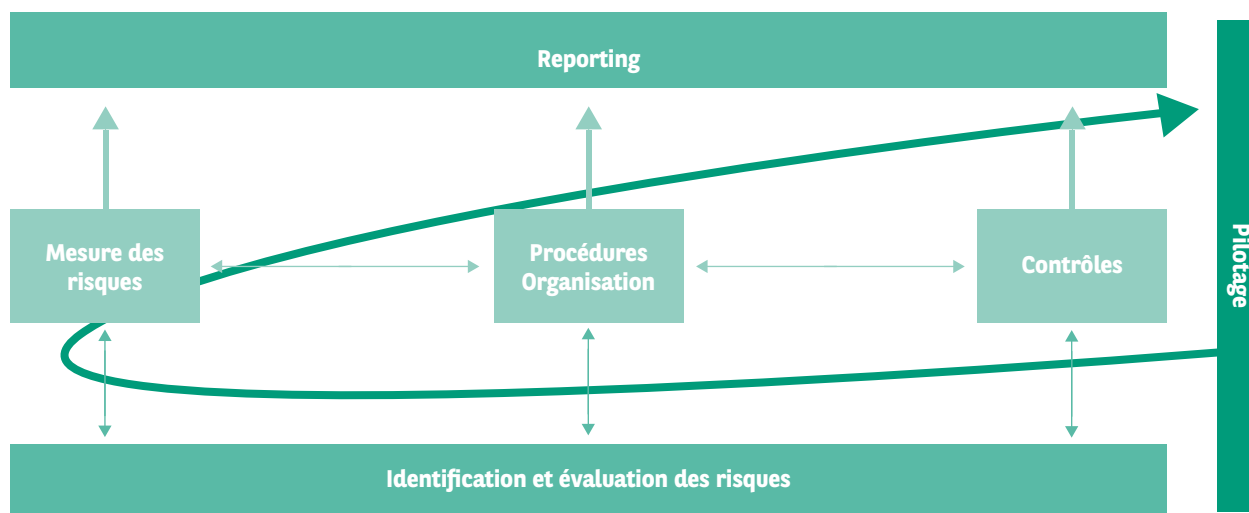 Reporting
Mesure des
risques
Procédures
Organisation
Contrôles
Pilotage
Identification et évaluation des risques